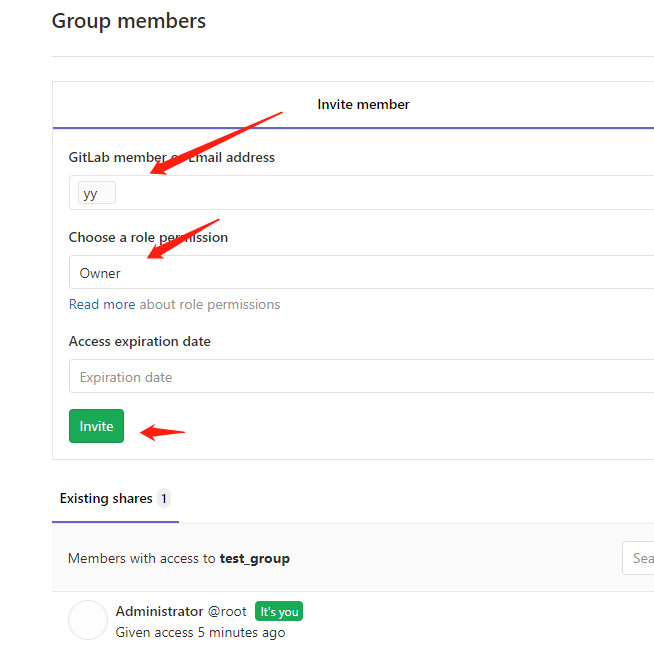 Group members
Invite member
GitLab member or Email address
yy
Choose a role permission
Owner
Read more about role permissions
Access expiration date
Expiration date
Invite
Existing shares 1
Members with access to test_group
Sea
Administrator @root It's you
Given access 5 minutes ago